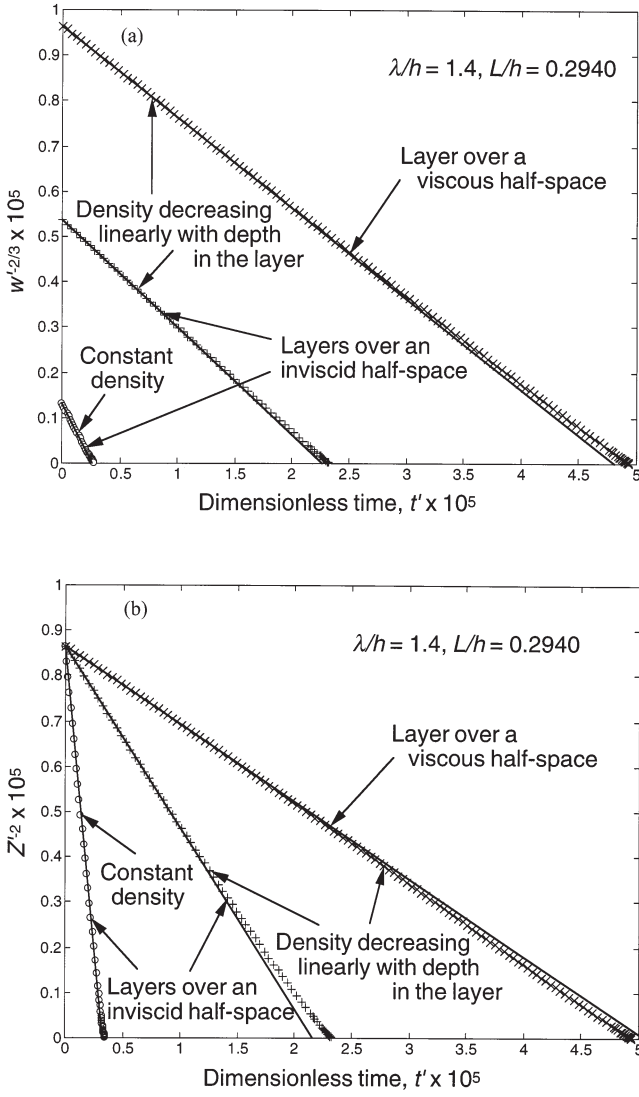 (a)
λ/h = 1.4, L/h = 0.2940
1
0.9
0.8
0.7
0.6
0.5
0.4
0.3
0.2
0.1
0
w'^-2/3 x 10^5
Layer over a
viscous half-space
Density decreasing
linearly with depth
in the layer
Layers over an
inviscid half-space
Constant
density
0 0.5 1 1.5 2 2.5 3 3.5 4 4.5 5
Dimensionless time, t' x 10^5
(b)
λ/h = 1.4, L/h = 0.2940
1
0.9
0.8
0.7
0.6
0.5
0.4
0.3
0.2
0.1
0
Z'^-2 x 10^5
Layer over a
viscous half-space
Constant
density
Density decreasing
linearly with depth
in the layer
Layers over an
inviscid half-space
0 0.5 1 1.5 2 2.5 3 3.5 4 4.5 5
Dimensionless time, t' x 10^5